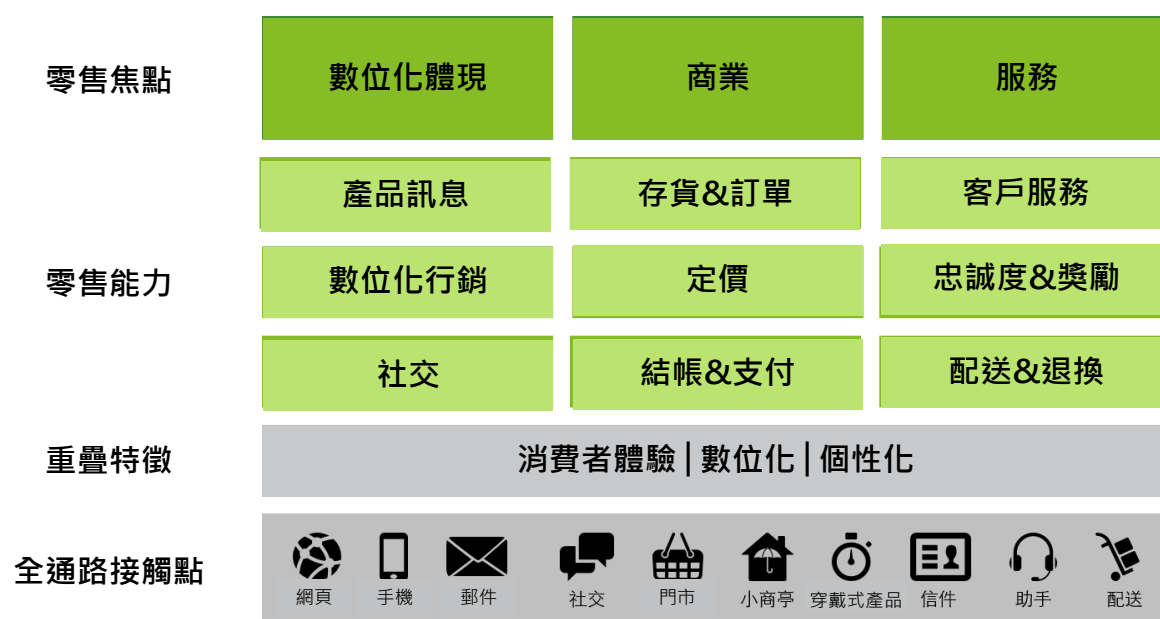 零售焦點
數位化體現
商業
服務
產品訊息
存貨&訂單
客戶服務
零售能力
數位化行銷
定價
忠誠度&獎勵
社交
結帳&支付
配送&退換
重疊特徵
消費者體驗|數位化|個性化
全通路接觸點
網頁
手機
郵件
社交
門市
小商亭
穿戴式產品
信件
助手
配送